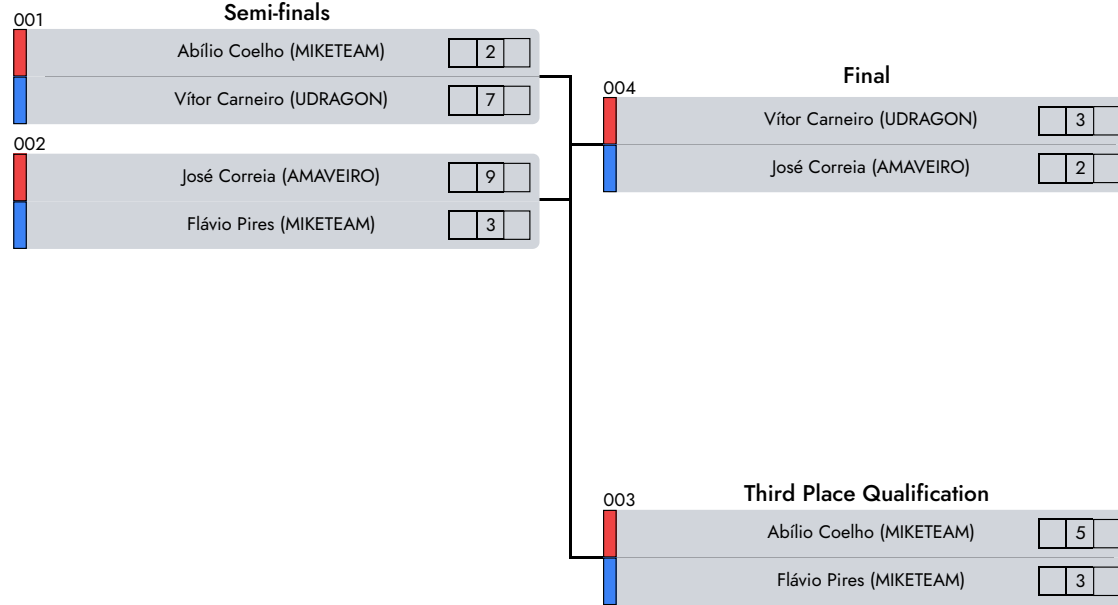 Semi-finals
001
Abílio Coelho (MIKETEAM) 2
Vítor Carneiro (UDRAGON) 7
002
José Correia (AMAVEIRO) 9
Flávio Pires (MIKETEAM) 3
Final
004
Vítor Carneiro (UDRAGON) 3
José Correia (AMAVEIRO) 2
Third Place Qualification
003
Abílio Coelho (MIKETEAM) 5
Flávio Pires (MIKETEAM) 3